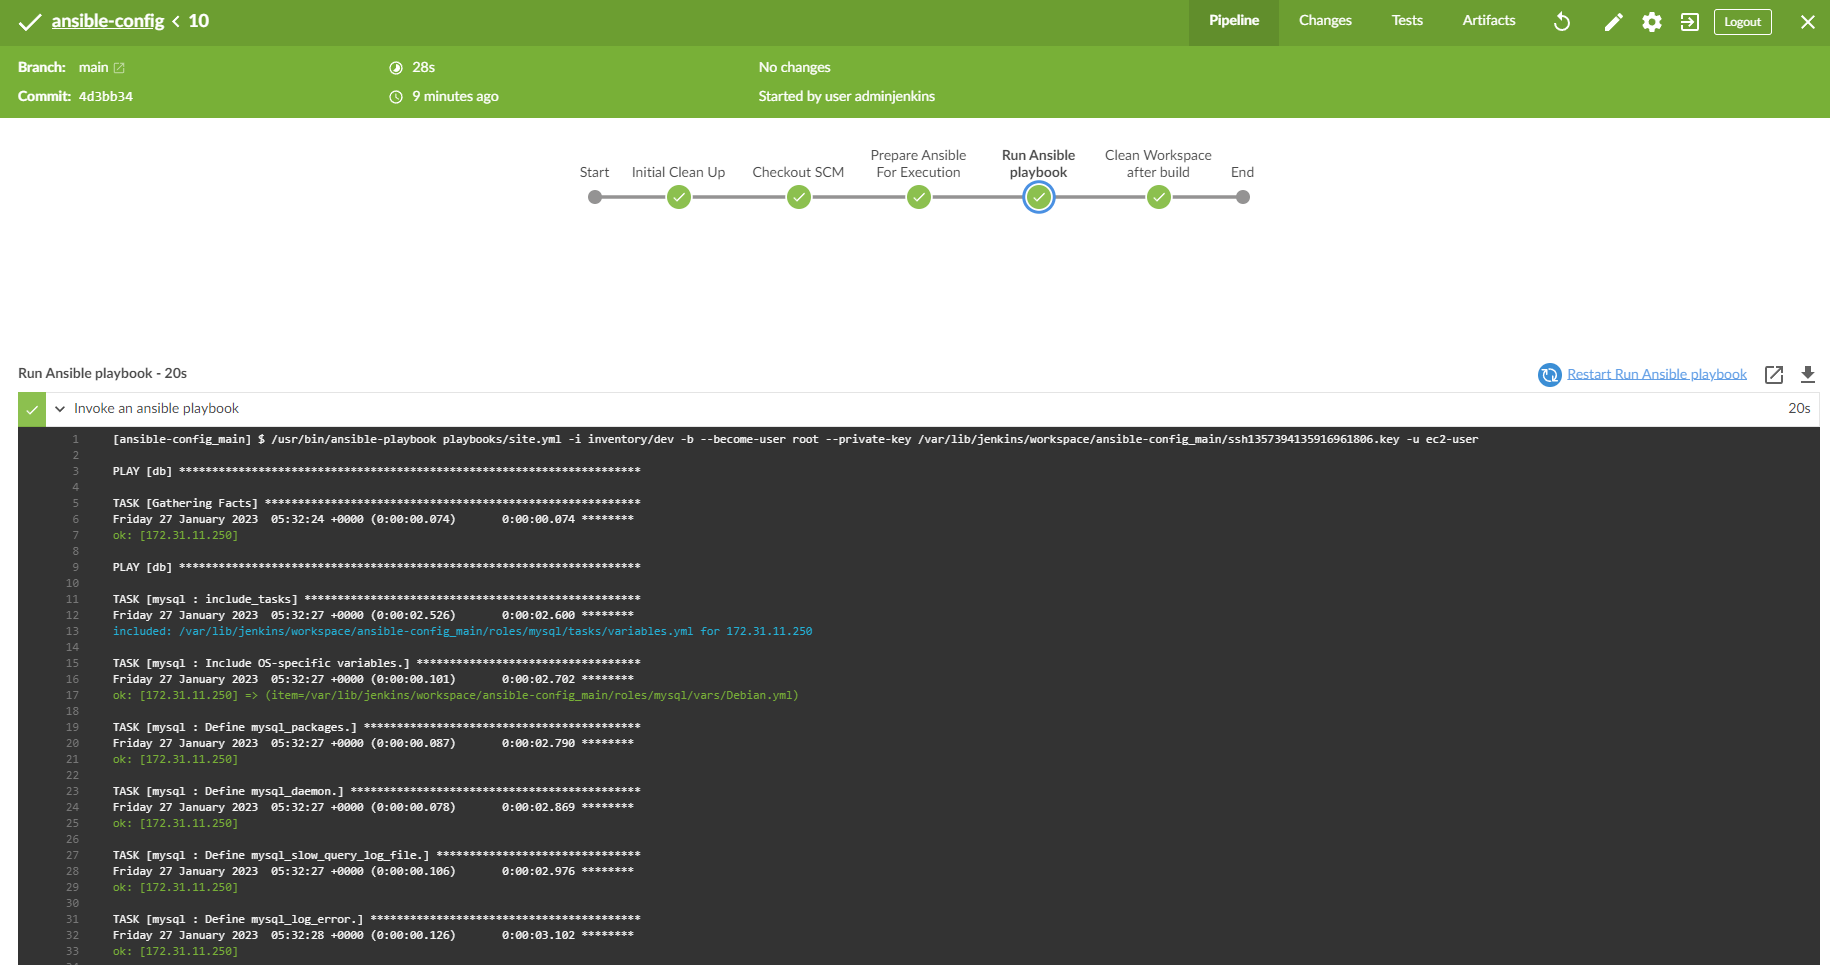 ansible-config < 10
Pipeline Changes Tests Artifacts Logout
Branch: main 28s No changes
Commit: 4d3bb34 9 minutes ago Started by user adminjenkins
Start Initial Clean Up Checkout SCM Prepare Ansible For Execution Run Ansible playbook Clean Workspace after build End
Run Ansible playbook - 20s Restart Run Ansible playbook
Invoke an ansible playbook 20s
1 [ansible-config_main] $ /usr/bin/ansible-playbook playbooks/site.yml -i inventory/dev -b --become-user root --private-key /var/lib/jenkins/workspace/ansible-config_main/ssh1357394135916961806.key -u ec2-user
2
3 PLAY [db] **********************************************************************
4
5 TASK [Gathering Facts] *********************************************************
6 Friday 27 January 2023  05:32:24 +0000 (0:00:00.074)       0:00:00.074 ********
7 ok: [172.31.11.250]
8
9 PLAY [db] **********************************************************************
10
11 TASK [mysql : include_tasks] ***************************************************
12 Friday 27 January 2023  05:32:27 +0000 (0:00:02.526)       0:00:02.600 ********
13 included: /var/lib/jenkins/workspace/ansible-config_main/roles/mysql/tasks/variables.yml for 172.31.11.250
14
15 TASK [mysql : Include OS-specific variables.] **********************************
16 Friday 27 January 2023  05:32:27 +0000 (0:00:00.101)       0:00:02.702 ********
17 ok: [172.31.11.250] => (item=/var/lib/jenkins/workspace/ansible-config_main/roles/mysql/vars/Debian.yml)
18
19 TASK [mysql : Define mysql_packages.] ******************************************
20 Friday 27 January 2023  05:32:27 +0000 (0:00:00.087)       0:00:02.790 ********
21 ok: [172.31.11.250]
22
23 TASK [mysql : Define mysql_daemon.] ********************************************
24 Friday 27 January 2023  05:32:27 +0000 (0:00:00.078)       0:00:02.869 ********
25 ok: [172.31.11.250]
26
27 TASK [mysql : Define mysql_slow_query_log_file.] *******************************
28 Friday 27 January 2023  05:32:27 +0000 (0:00:00.106)       0:00:02.976 ********
29 ok: [172.31.11.250]
30
31 TASK [mysql : Define mysql_log_error.] *****************************************
32 Friday 27 January 2023  05:32:28 +0000 (0:00:00.126)       0:00:03.102 ********
33 ok: [172.31.11.250]